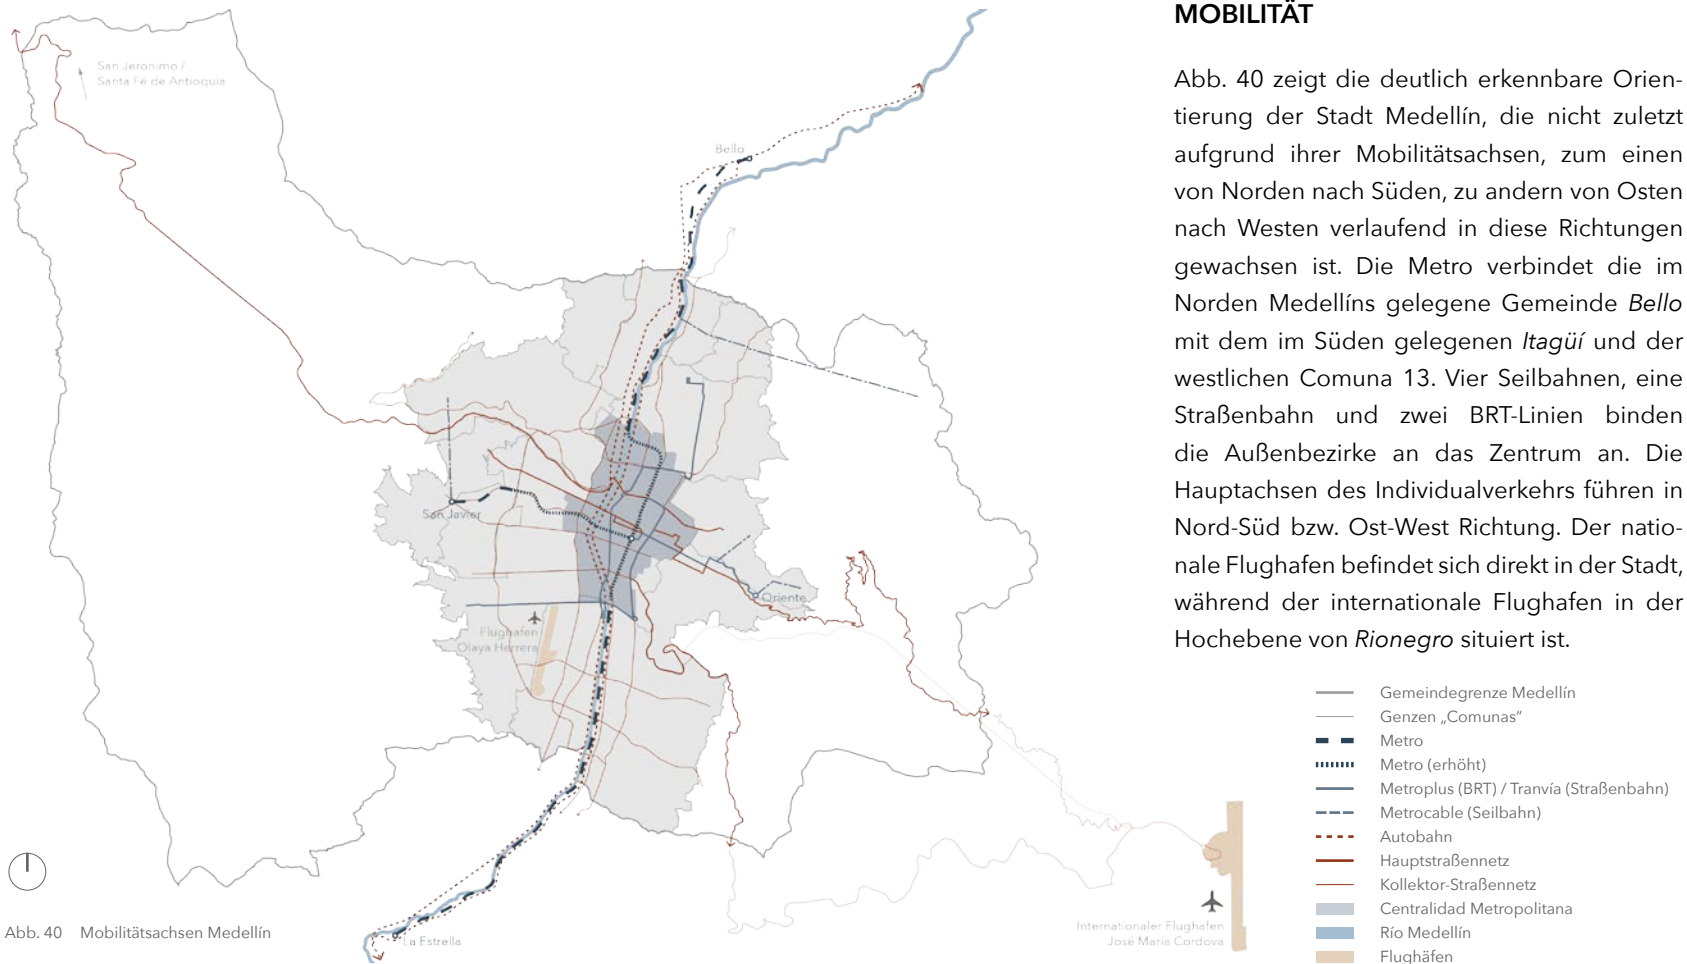 MOBILITÄT
Abb. 40 zeigt die deutlich erkennbare Orien-
tierung der Stadt Medellín, die nicht zuletzt
aufgrund ihrer Mobilitätsachsen, zum einen
von Norden nach Süden, zu andern von Osten
nach Westen verlaufend in diese Richtungen
gewachsen ist. Die Metro verbindet die im
Norden Medellíns gelegene Gemeinde Bello
mit dem im Süden gelegenen Itagüí und der
westlichen Comuna 13. Vier Seilbahnen, eine
Straßenbahn und zwei BRT-Linien binden
die Außenbezirke an das Zentrum an. Die
Hauptachsen des Individualverkehrs führen in
Nord-Süd bzw. Ost-West Richtung. Der natio-
nale Flughafen befindet sich direkt in der Stadt,
während der internationale Flughafen in der
Hochebene von Rionegro situiert ist.
San Jeronimo /
Santa Fé de Antioquia
Bello
San Javier
Oriente
Flughafen
Olaya Herrera
La Estrella
Internationaler Flughafen
José María Cordova
Gemeindegrenze Medellín
Genzen „Comunas"
Metro
Metro (erhöht)
Metroplus (BRT) / Tranvía (Straßenbahn)
Metrocable (Seilbahn)
Autobahn
Hauptstraßennetz
Kollektor-Straßennetz
Centralidad Metropolitana
Río Medellín
Flughäfen
Abb. 40 Mobilitätsachsen Medellín